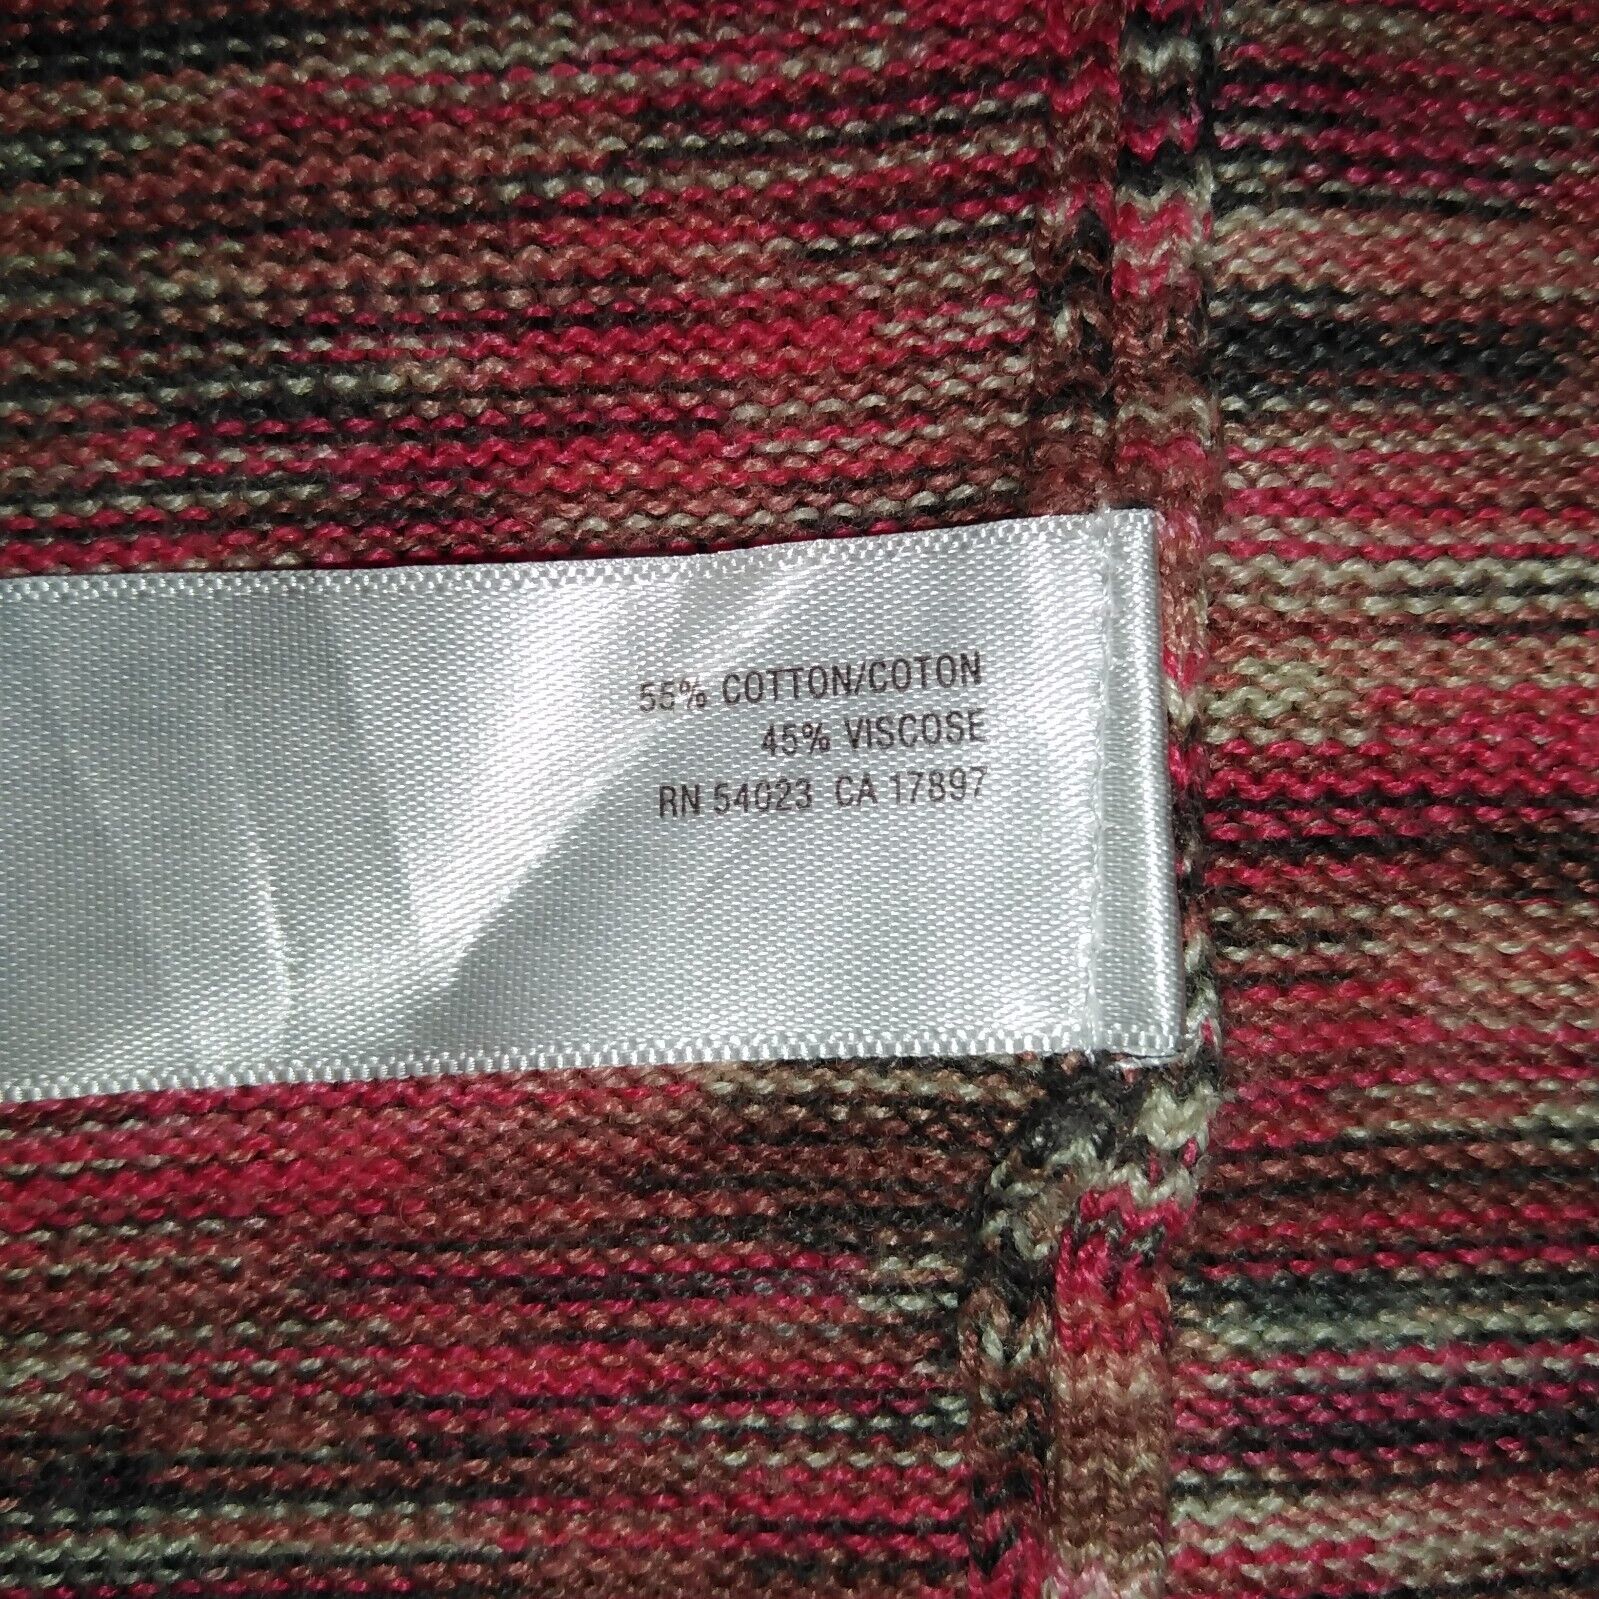 55% COTTON/COTON
45% VISCOSE
RN 54023 CA 17897